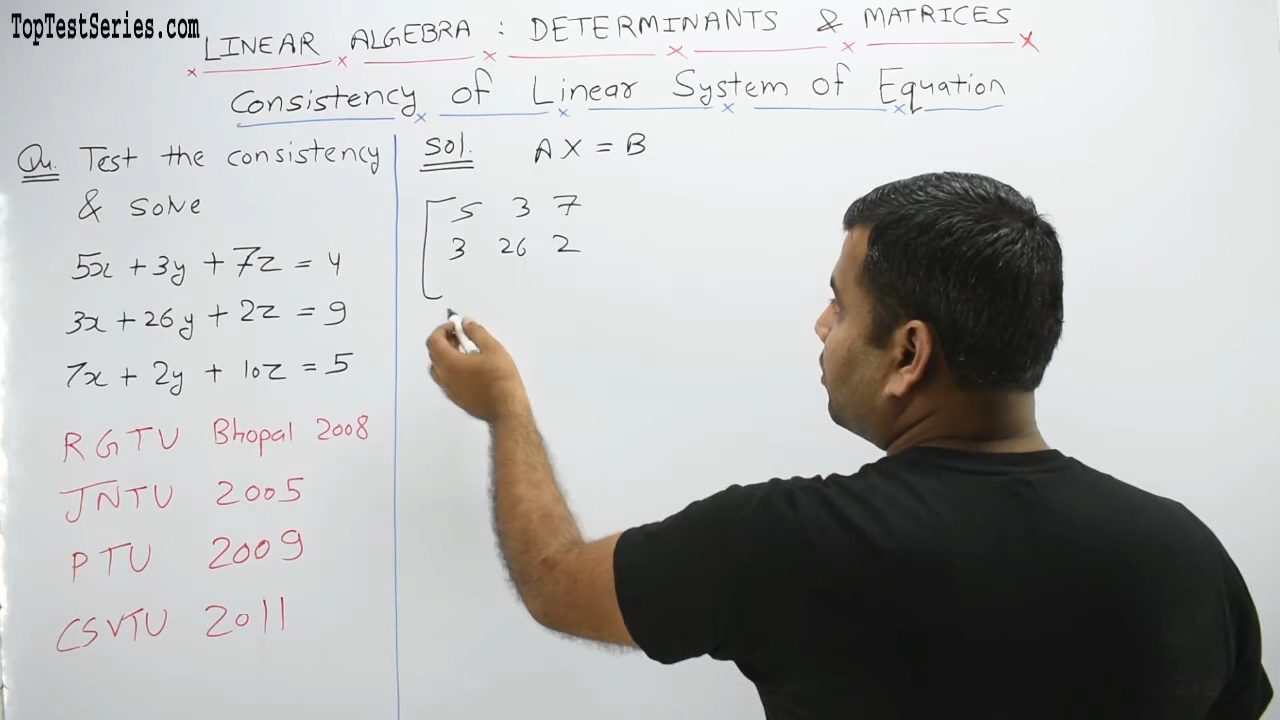 TopTestSeries.com
LINEAR ALGEBRA : DETERMINANTS & MATRICES
Consistency of Linear System of Equation
Qu. Test the consistency
& solve
5x + 3y + 7z = 4
3x + 26y + 2z = 9
7x + 2y + 10z = 5
RGTU Bhopal 2008
JNTU 2005
PTU 2009
CSVTU 2011
Sol. AX = B
5 3 7
3 26 2